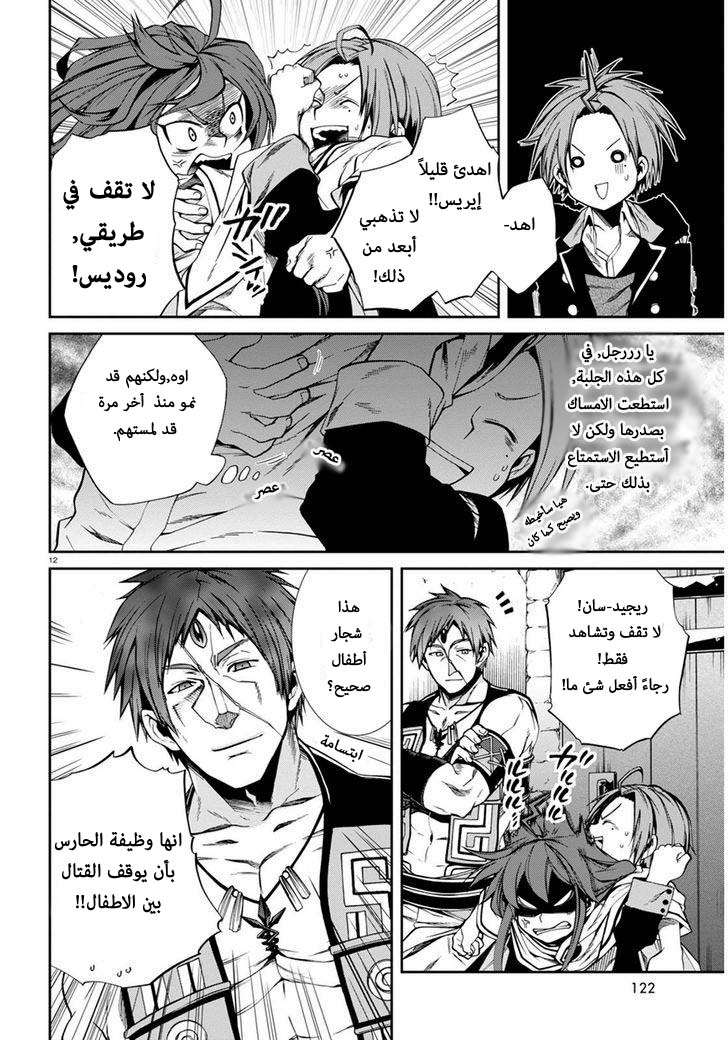 اهد-
اهدئ قليلاً
إيريس!!
لا تذهبي
أبعد من
ذلك!
لا تقف في
طريقي,
روديس!
يا رررجل, في
كل هذه الجلبة,
استطعت الامساك
بصدرها ولكن لا
أستطيع الاستمتاع
بذلك حتى.
هيا سأخيطه
ويصبح كما كان
اوه,ولكنهم قد
نمو منذ آخر مرة
قد لمستهم.
عصر
عصر
12
ريجيد-سان!
لا تقف وتشاهد
فقط!
رجاءً أفعل شئ ما!
هذا
شجار
أطفال
صحيح؟
ابتسامة
انها وظيفة الحارس
بأن يوقف القتال
بين الاطفال!!
122